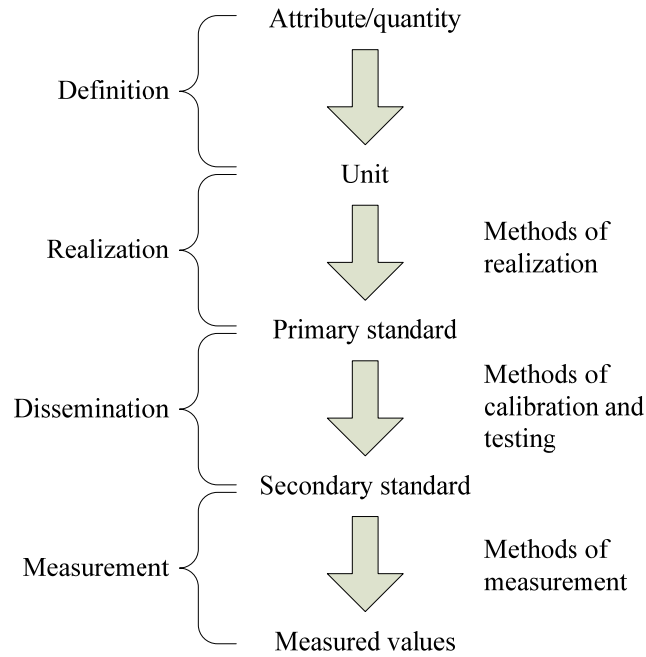 Attribute/quantity
Definition
Unit
Realization
Methods of
realization
Primary standard
Dissemination
Methods of
calibration and
testing
Secondary standard
Measurement
Methods of
measurement
Measured values